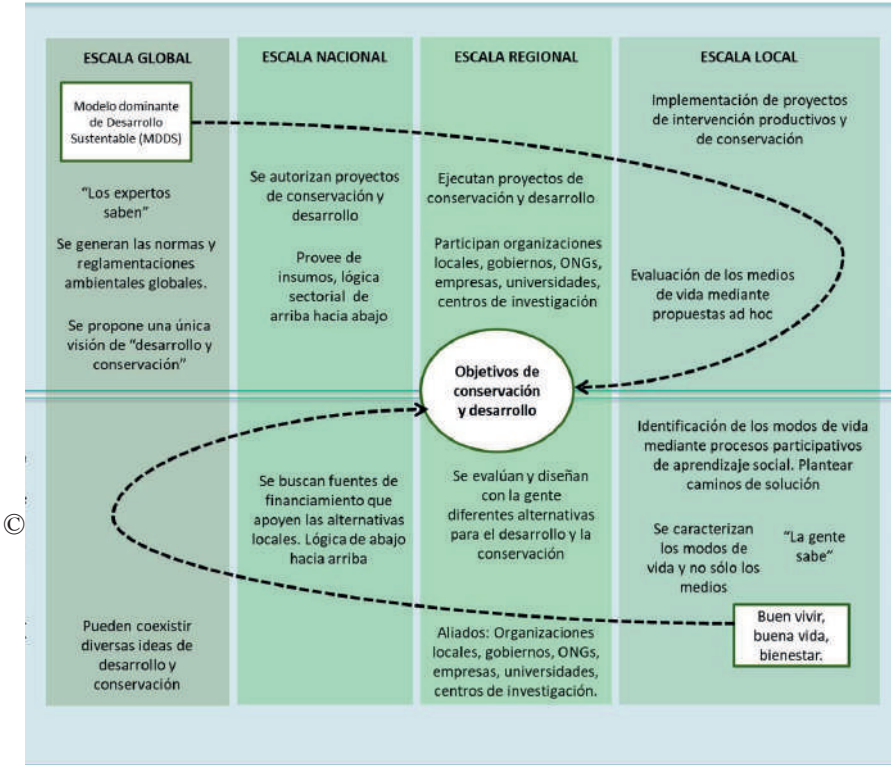 ESCALA GLOBAL
Modelo dominante
de Desarrollo
Sustentable (MDDS)
"Los expertos
saben"
Se generan las normas y
reglamentaciones
ambientales globales.
Se propone una única
visión de "desarrollo y
conservación"
Pueden coexistir
diversas ideas de
desarrollo y
conservación
ESCALA NACIONAL
Se autorizan proyectos
de conservación y
desarrollo
Provee de
insumos, lógica
sectorial de
arriba hacia abajo
Se buscan fuentes de
financiamiento que
apoyen las alternativas
locales. Lógica de abajo
hacia arriba
ESCALA REGIONAL
Ejecutan proyectos de
conservación y desarrollo
Participan organizaciones
locales, gobiernos, ONGs,
empresas, universidades,
centros de investigación
Objetivos de
conservación
y desarrollo
Se evalúan y diseñan
con la gente
diferentes alternativas
para el desarrollo y la
conservación
Aliados: Organizaciones
locales, gobiernos, ONGs,
empresas, universidades,
centros de investigación.
ESCALA LOCAL
Implementación de proyectos
de intervención productivos y
de conservación
Evaluación de los medios
de vida mediante
propuestas ad hoc
Identificación de los modos de vida
mediante procesos participativos
de aprendizaje social. Plantear
caminos de solución
Se caracterizan
los modos de
vida y no sólo los
medios
"La gente
sabe"
Buen vivir,
buena vida,
bienestar.
©